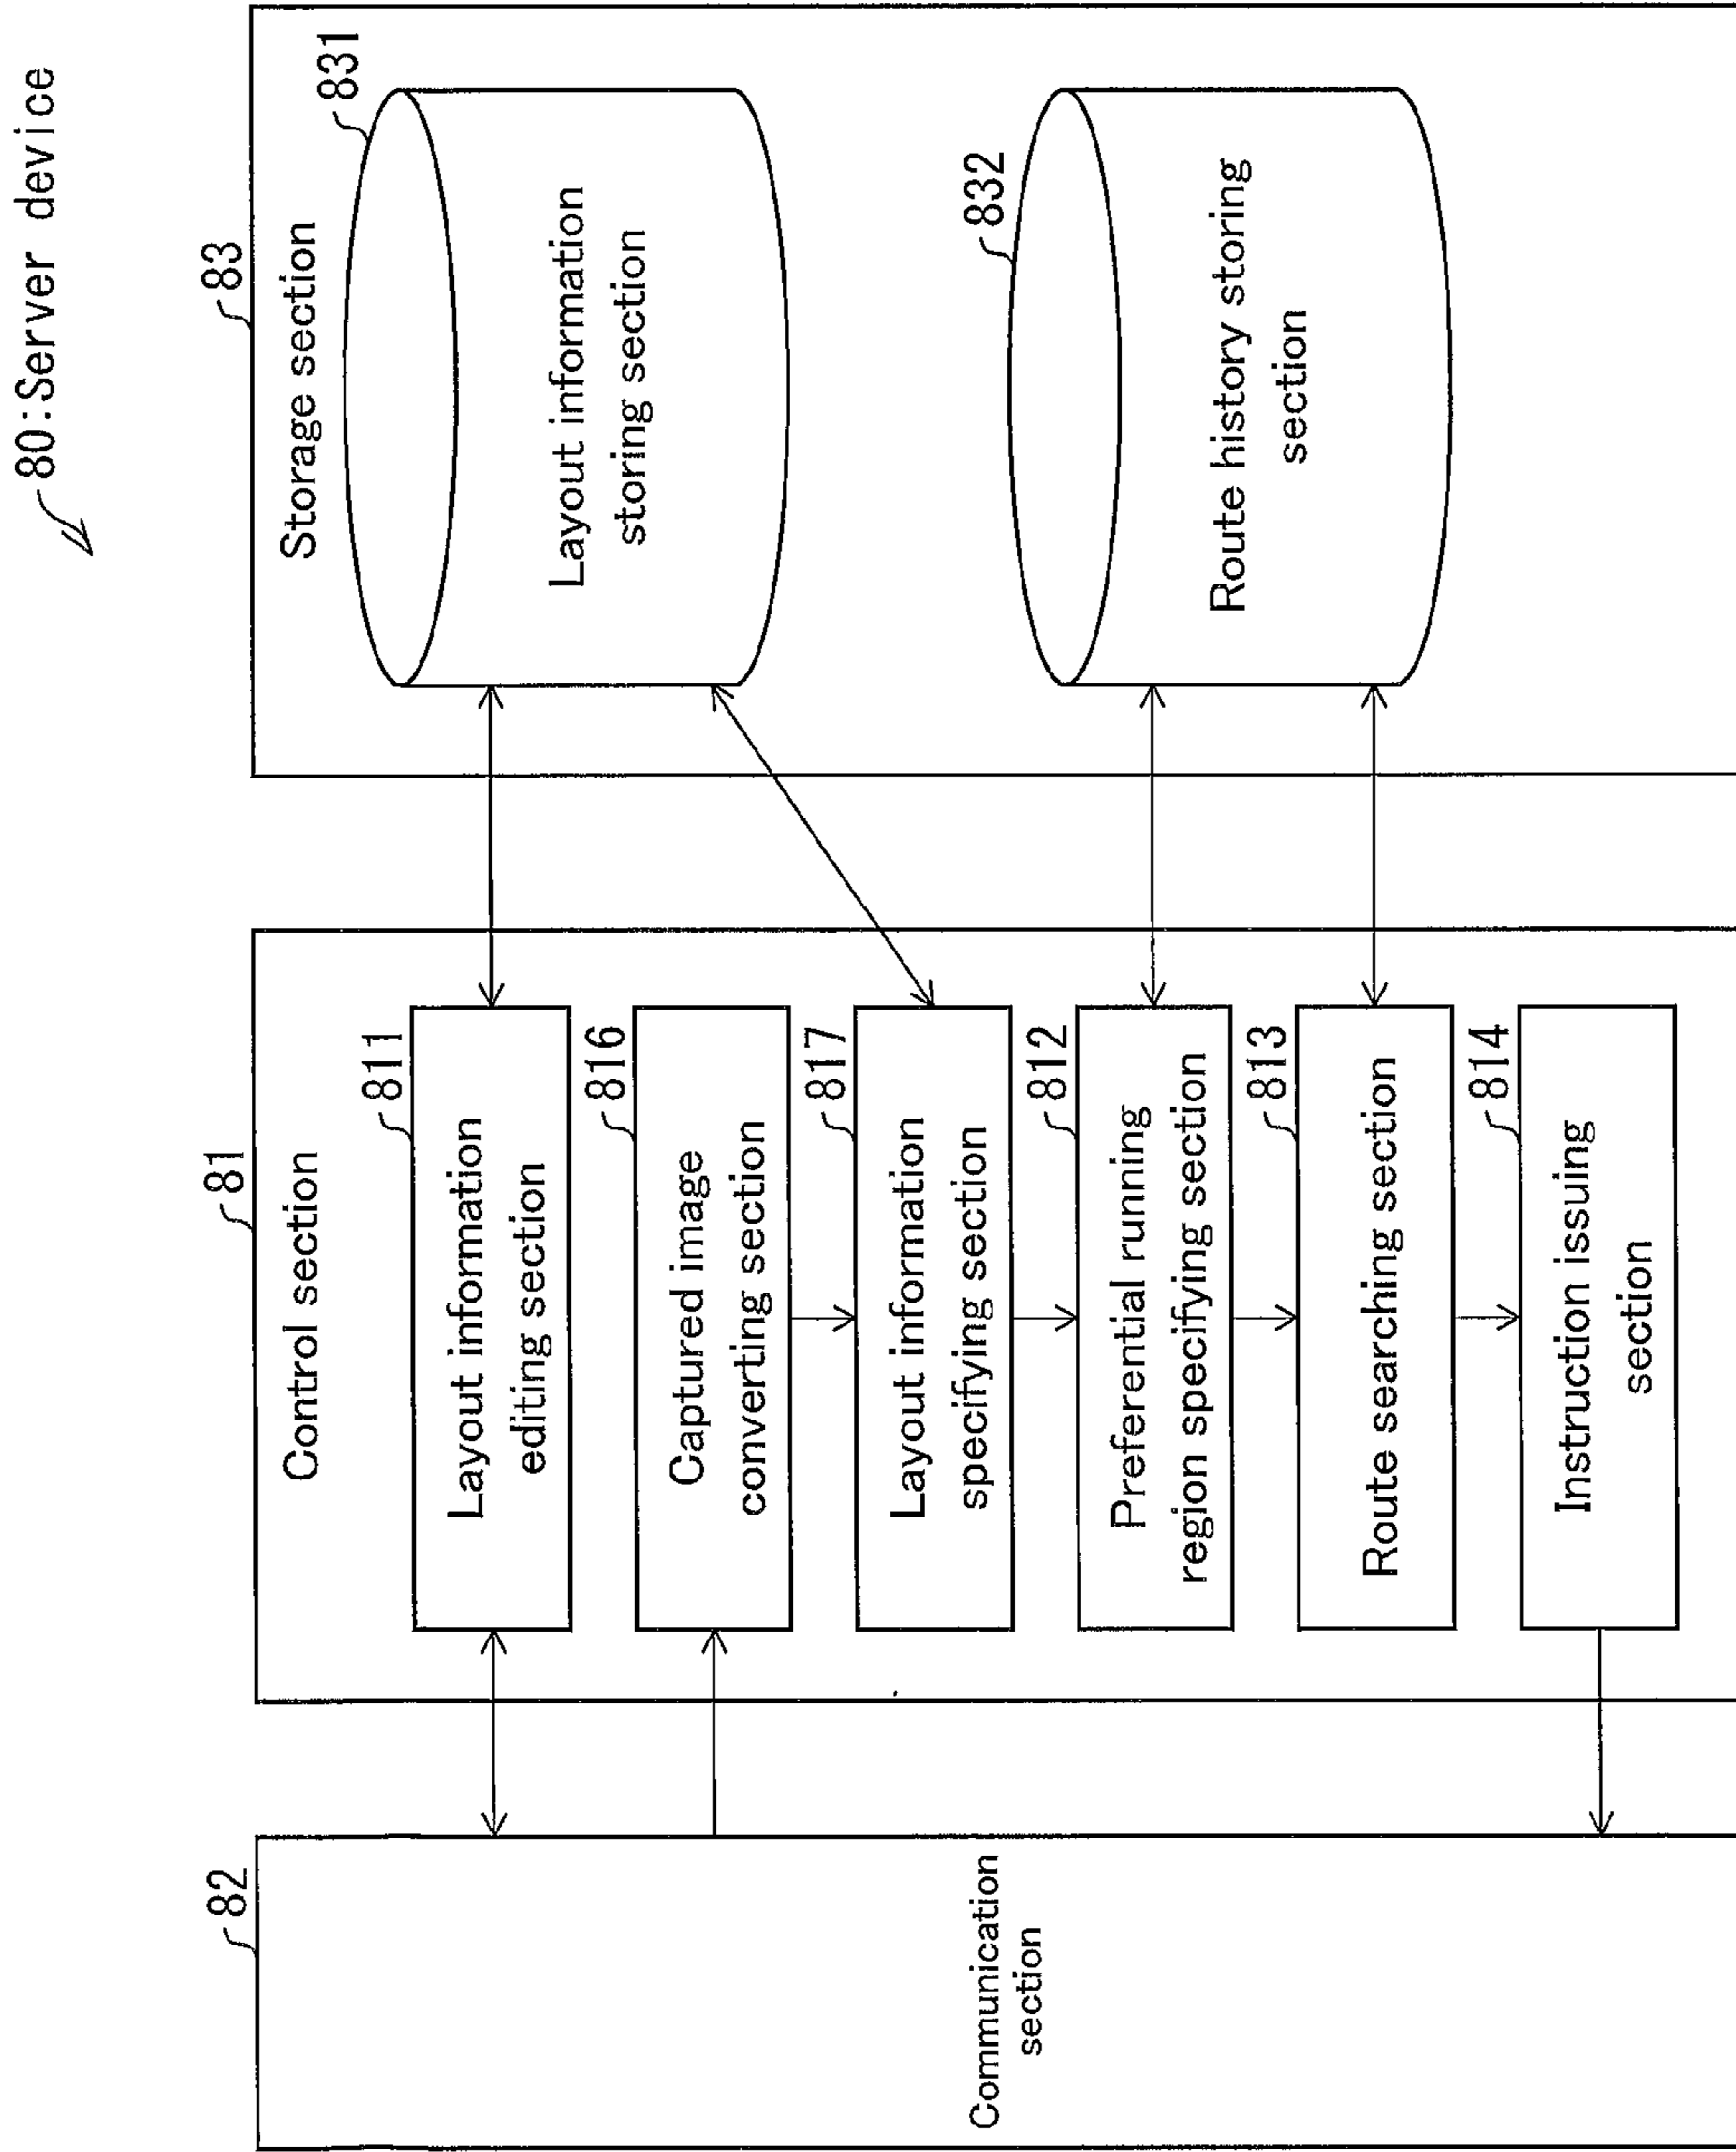 80:Server device
82
Communication
section
81
Control section
811
Layout information
editing section
816
Captured image
converting section
817
Layout information
specifying section
812
Preferential running
region specifying section
813
Route searching section
814
Instruction issuing
section
83
Storage section
831
Layout information
storing section
832
Route history storing
section